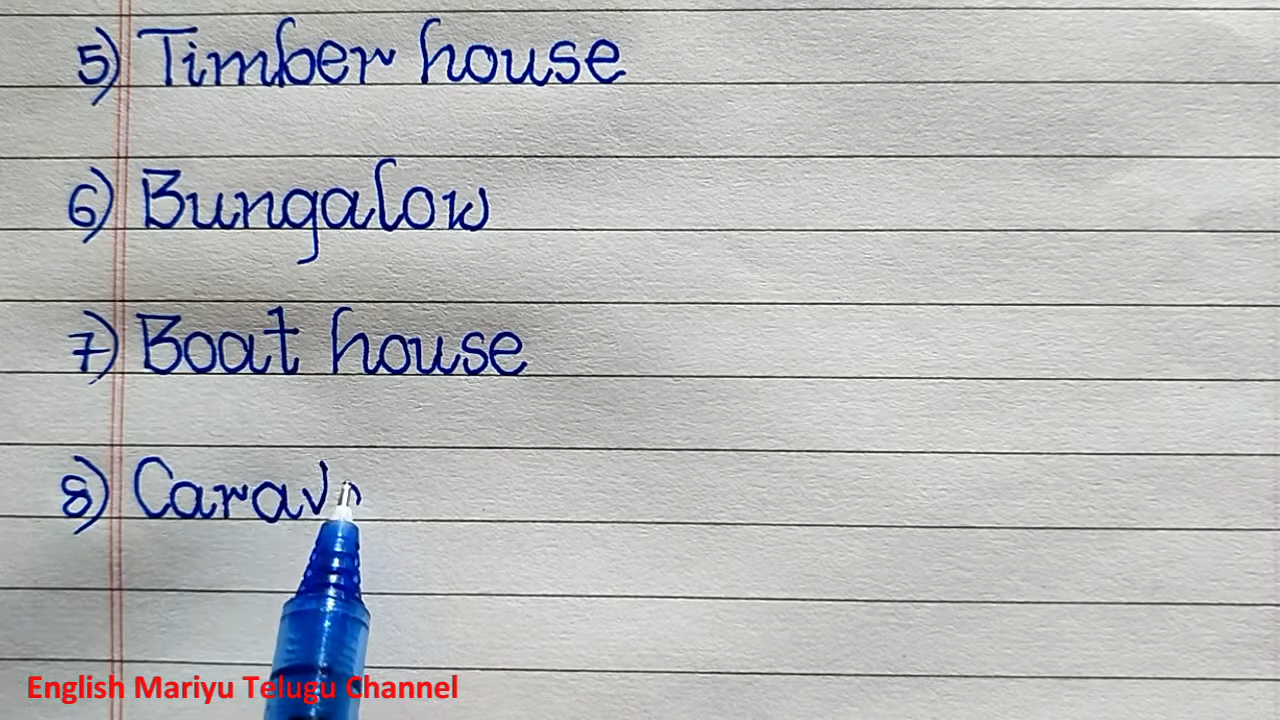 5) Timber house
6) Bungalow
7) Boat house
8) Carav
English Mariyu Telugu Channel